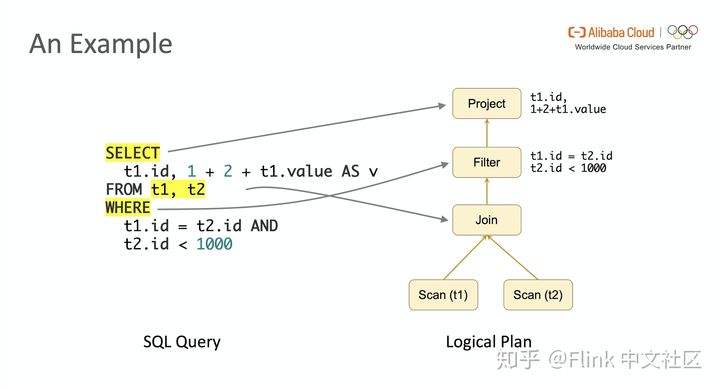 An Example
Alibaba Cloud
Worldwide Cloud Services Partner
SELECT
t1.id, 1 + 2 + t1.value AS v
FROM t1, t2
WHERE
t1.id = t2.id AND
t2.id < 1000
Project
t1.id,
1+2+t1.value
Filter
t1.id = t2.id
t2.id < 1000
Join
Scan (t1)
Scan (t2)
SQL Query
Logical Plan
知乎 @Flink 中文社区